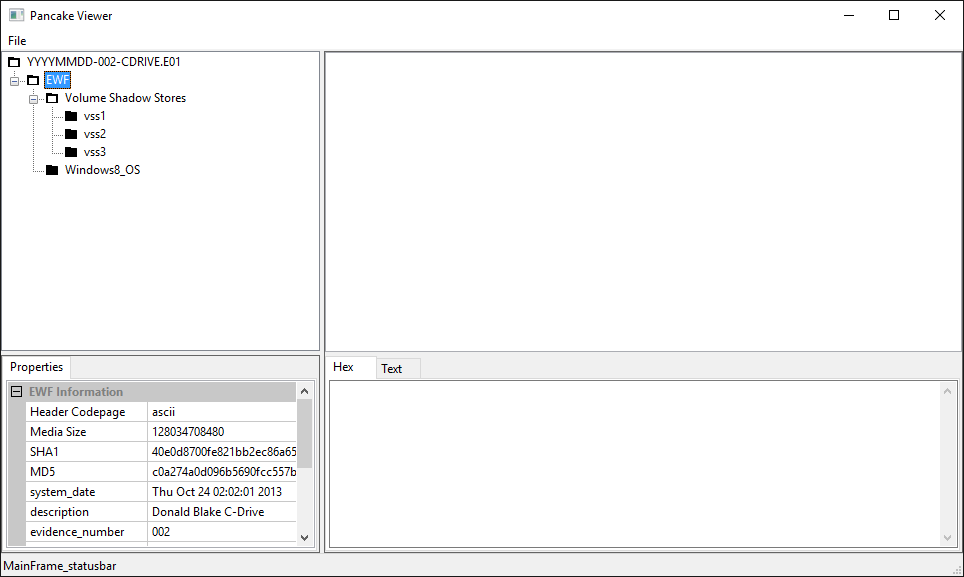 Pancake Viewer
File
YYYYMMDD-002-CDRIVE.E01
EWF
Volume Shadow Stores
vss1
vss2
vss3
Windows8_OS
Properties
EWF Information
Header Codepage ascii
Media Size 128034708480
SHA1 40e0d8700fe821bb2ec86a65
MD5 c0a274a0d096b5690fcc557b
system_date Thu Oct 24 02:02:01 2013
description Donald Blake C-Drive
evidence_number 002
Hex Text
MainFrame_statusbar